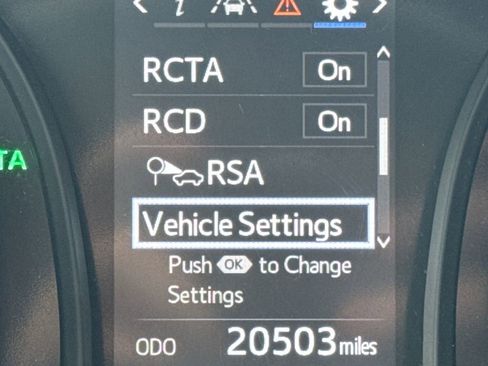 RCTA On
RCD On
RSA
Vehicle Settings
Push OK to Change
Settings
TA
ODO 20503 miles